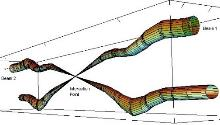 Beam 1
Beam 2
Interaction
Point